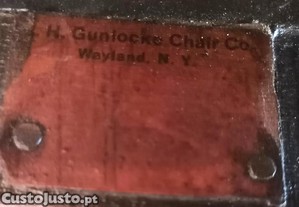 H. Gunlocke Chair Co.
Wayland, N. Y.
Custojusto.pt